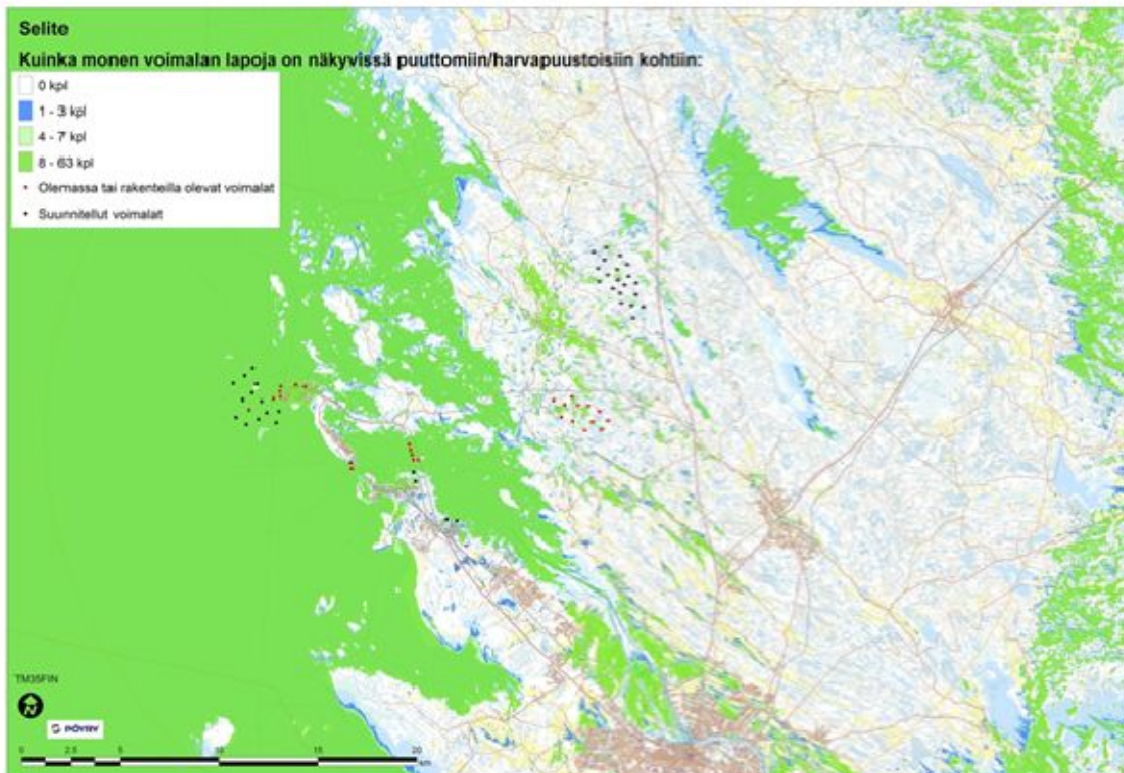 Selite
Kuinka monen voimalan lapoja on näkyvissä puuttomiin/harvapuustoisiin kohtiin:
0 kpl
1 - 3 kpl
4 - 7 kpl
8 - 63 kpl
Olemassa tai rakenteilla olevat voimalat
Suunnitellut voimalatt
TM35FIN
N
PÖYRY
0 2.5 5 10 15 20
km